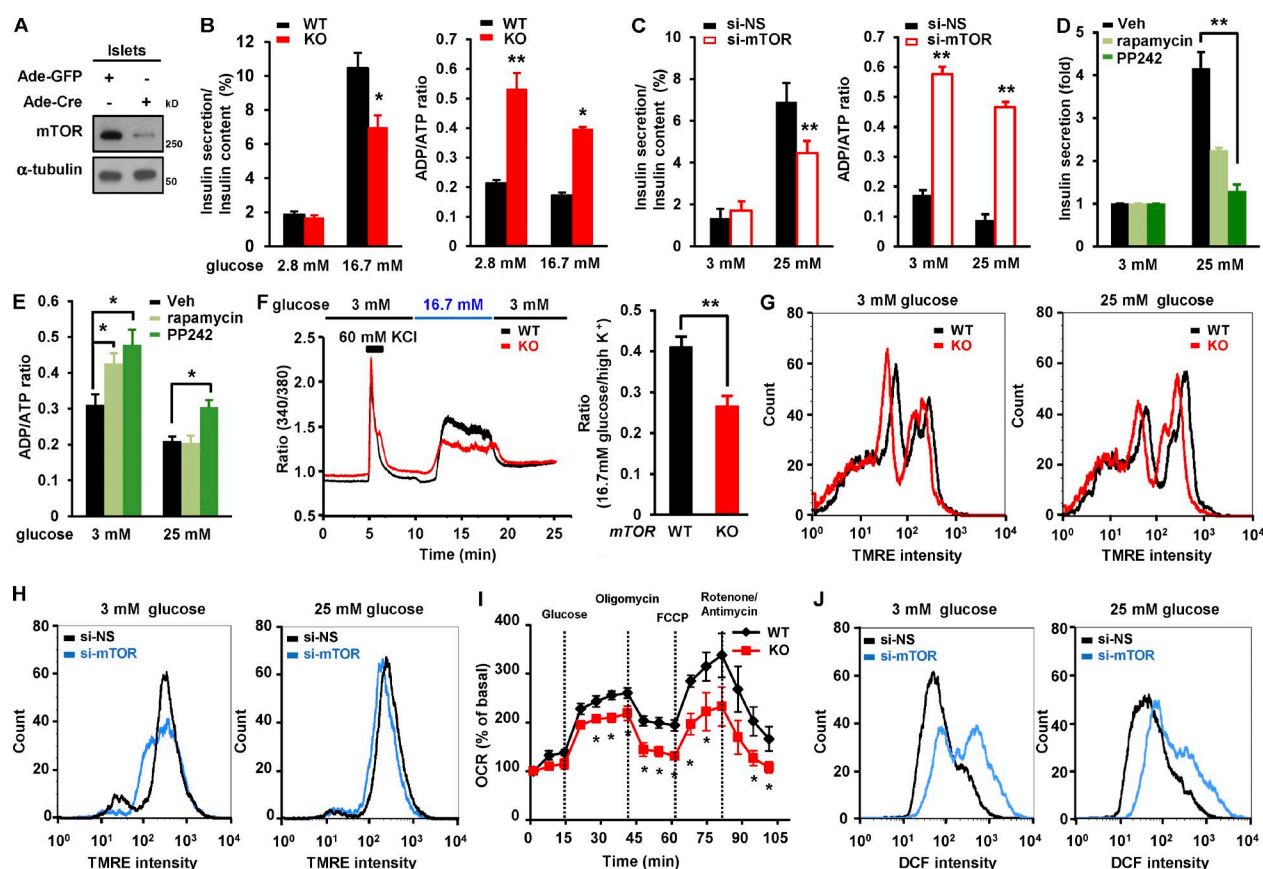 A
Islets
Ade-GFP + -
Ade-Cre - + kD
mTOR
250
α-tubulin
50
B
WT
KO
Insulin secretion/
Insulin content (%)
12
10
8
6
4
2
0
*
glucose 2.8 mM 16.7 mM
ADP/ATP ratio
0.7
0.6
0.5
0.4
0.3
0.2
0.1
0
WT
KO
**
*
2.8 mM 16.7 mM
C
si-NS
si-mTOR
Insulin secretion/
Insulin content (%)
10
8
6
4
2
0
**
3 mM 25 mM
si-NS
si-mTOR
ADP/ATP ratio
0.7
0.6
0.5
0.4
0.3
0.2
0.1
0
**
**
3 mM 25 mM
D
Veh
rapamycin
PP242
Insulin secretion (fold)
5
4
3
2
1
0
**
3 mM 25 mM
E
Veh
rapamycin
PP242
ADP/ATP ratio
0.6
0.5
0.4
0.3
0.2
0.1
0
*
*
*
glucose 3 mM 25 mM
F
glucose 3 mM 16.7 mM 3 mM
60 mM KCl
WT
KO
Ratio (340/380)
2.5
2.0
1.5
1.0
0 5 10 15 20 25
Time (min)
Ratio
(16.7mM glucose/high K⁺)
0.5
0.4
0.3
0.2
0.1
0
**
mTOR WT KO
G
3 mM glucose
WT
KO
Count
80
60
40
20
0
10⁰ 10¹ 10² 10³ 10⁴
TMRE intensity
25 mM glucose
WT
KO
Count
80
60
40
20
0
10⁰ 10¹ 10² 10³ 10⁴
TMRE intensity
H
3 mM glucose
si-NS
si-mTOR
Count
80
60
40
20
0
10⁰ 10² 10³ 10⁴
TMRE intensity
25 mM glucose
si-NS
si-mTOR
Count
80
60
40
20
0
10⁰ 10¹ 10² 10³ 10⁴
TMRE intensity
I
Glucose
Oligomycin
FCCP
Rotenone/
Antimycin
WT
KO
OCR (% of basal)
400
300
200
100
0
* * * * * * * * * *
0 15 30 45 60 75 90 105
Time (min)
J
3 mM glucose
si-NS
si-mTOR
Count
80
60
40
20
0
10⁰ 10¹ 10² 10³ 10⁴
DCF intensity
25 mM glucose
si-NS
si-mTOR
Count
80
60
40
20
0
10⁰ 10¹ 10² 10³ 10⁴
DCF intensity